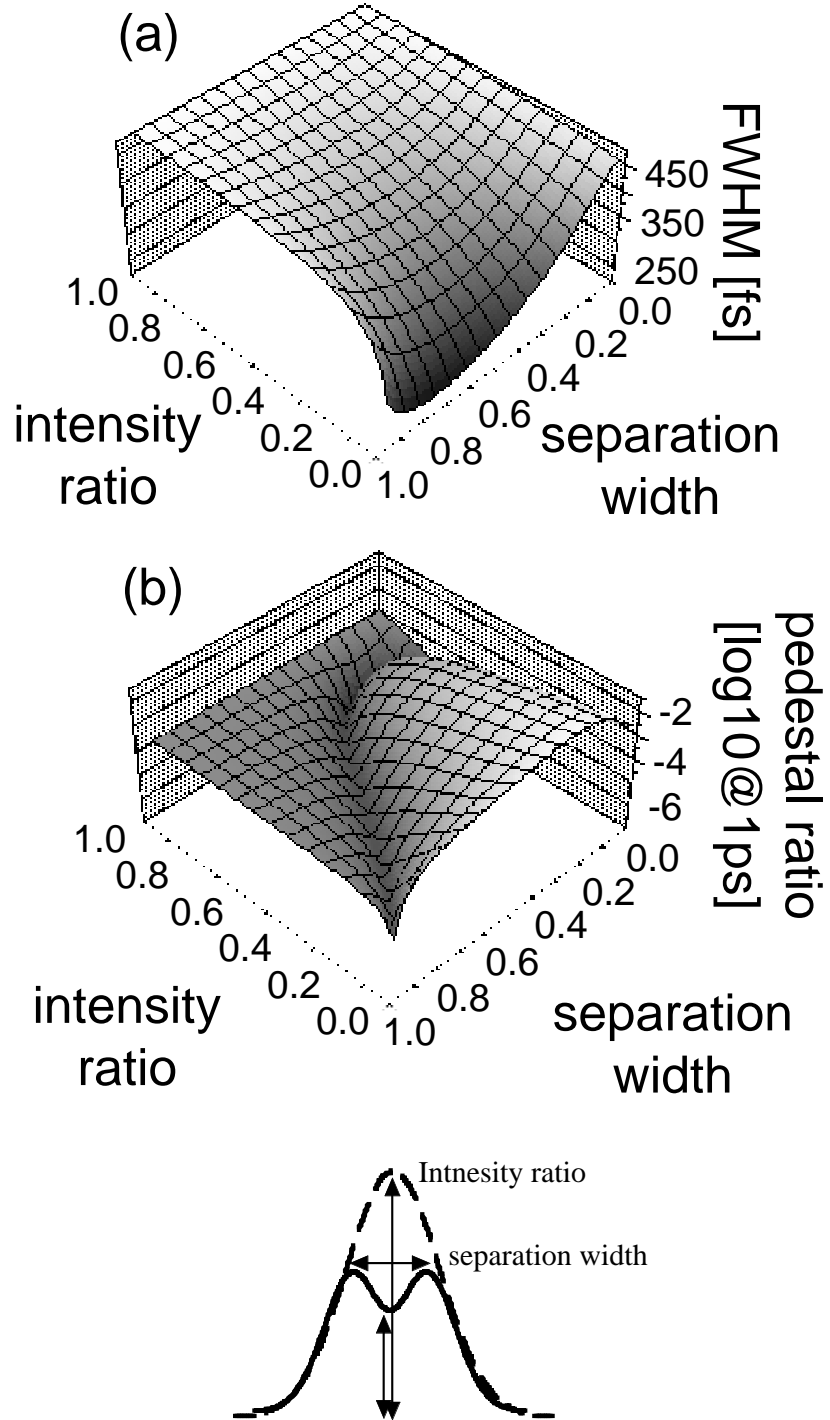 (a)
FWHM [fs]
450
350
250
1.0
0.8
0.6
0.4
0.2
0.0
0.0
0.2
0.4
0.6
0.8
1.0
intensity
ratio
separation
width
(b)
pedestal ratio
[log10@1ps]
-2
-4
-6
1.0
0.8
0.6
0.4
0.2
0.0
0.0
0.2
0.4
0.6
0.8
1.0
intensity
ratio
separation
width
Intnesity ratio
separation width